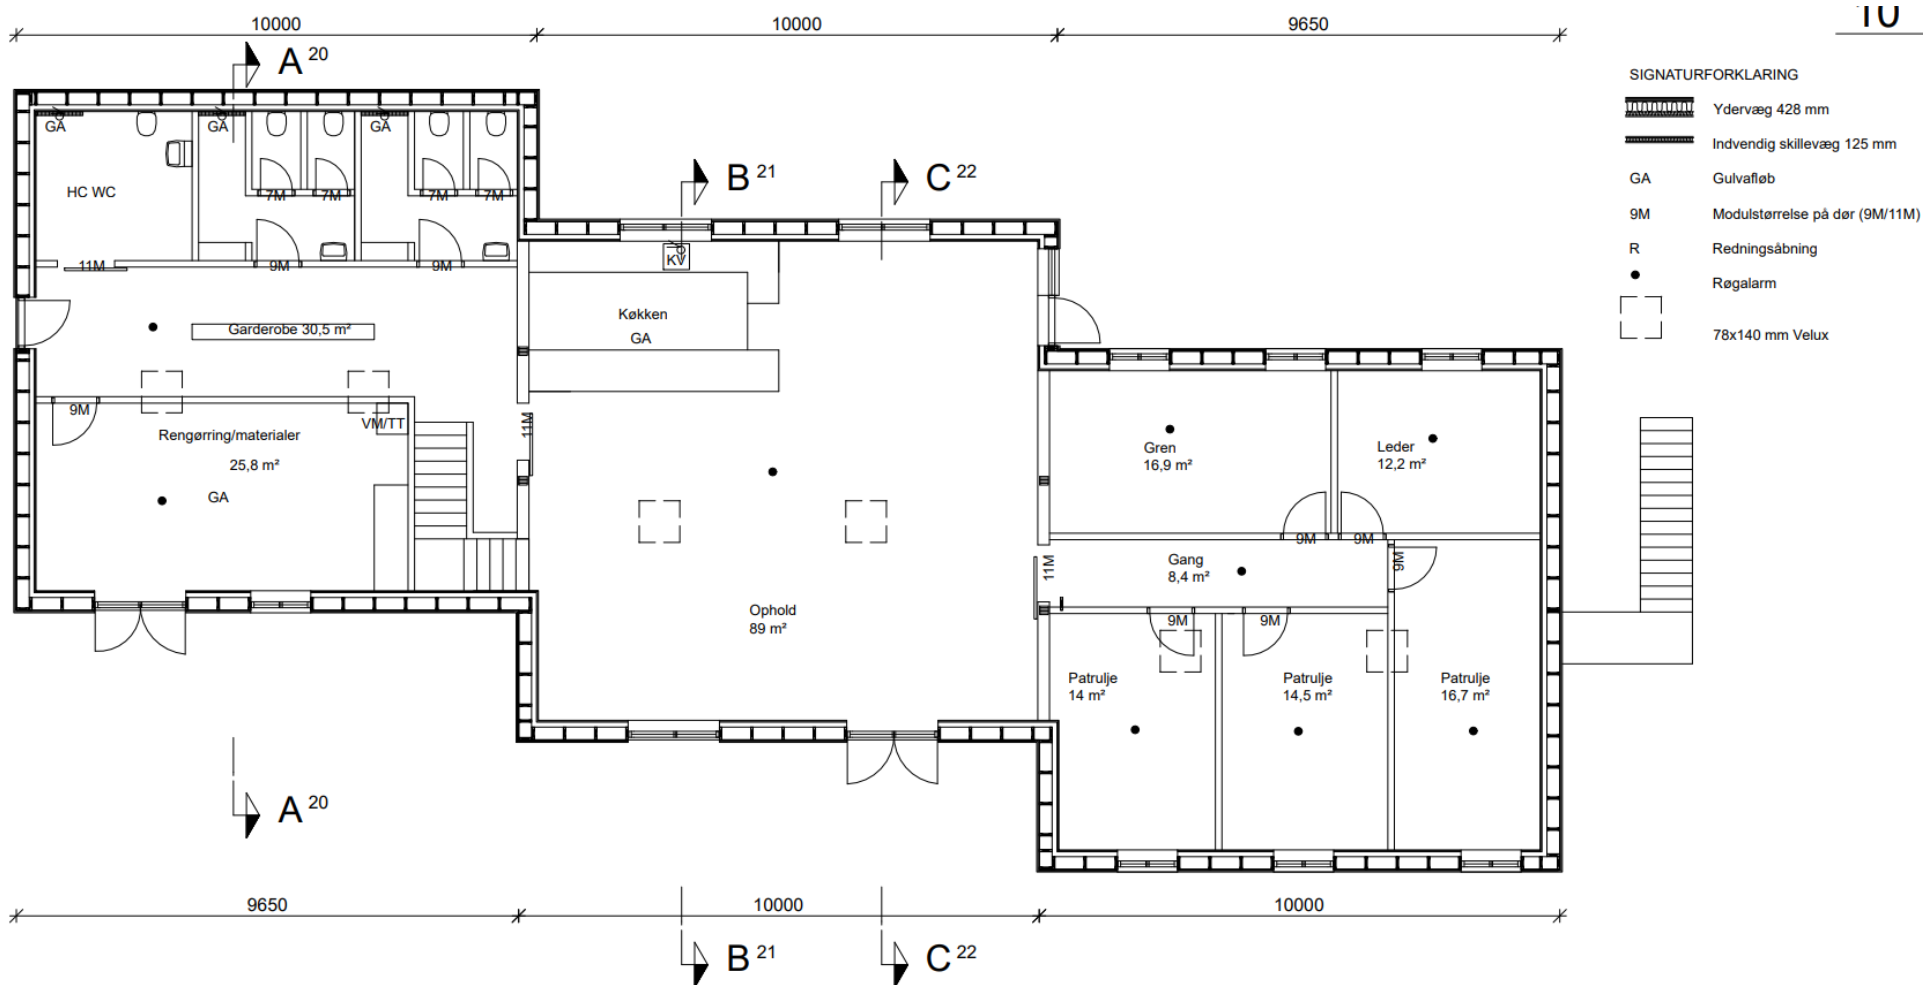 10000
10000
9650
10
A 20
SIGNATURFORKLARING
Ydervæg 428 mm
Indvendig skillevæg 125 mm
GA
Gulvafløb
9M
Modulstørrelse på dør (9M/11M)
R
Redningsåbning
Røgalarm
78x140 mm Velux
GA
GA
GA
HC WC
7M
7M
7M
7M
B 21
C 22
11M
9M
9M
KV
Garderobe 30,5 m²
Køkken
GA
9M
VM/TT
11M
Rengørring/materialer
25,8 m²
GA
Gren
16,9 m²
Leder
12,2 m²
9M
9M
9M
11M
Gang
8,4 m²
Ophold
89 m²
9M
9M
Patrulje
14 m²
Patrulje
14,5 m²
Patrulje
16,7 m²
A 20
9650
10000
10000
B 21
C 22